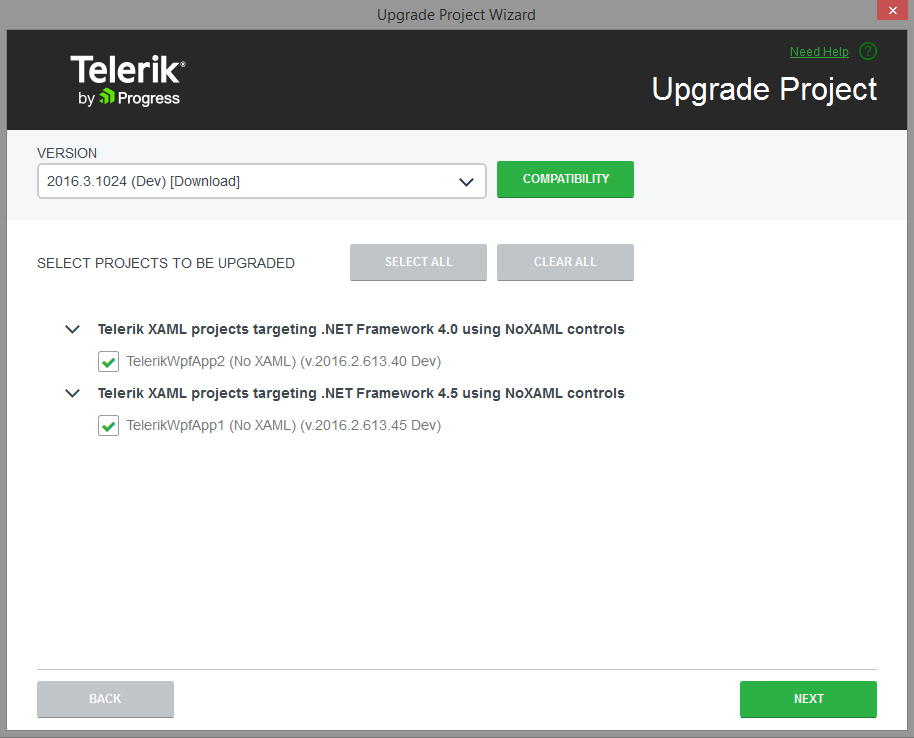 Upgrade Project Wizard
Need Help ?
Telerik®
by Progress
Upgrade Project
VERSION
2016.3.1024 (Dev) [Download]
COMPATIBILITY
SELECT PROJECTS TO BE UPGRADED
SELECT ALL
CLEAR ALL
Telerik XAML projects targeting .NET Framework 4.0 using NoXAML controls
TelerikWpfApp2 (No XAML) (v.2016.2.613.40 Dev)
Telerik XAML projects targeting .NET Framework 4.5 using NoXAML controls
TelerikWpfApp1 (No XAML) (v.2016.2.613.45 Dev)
BACK
NEXT